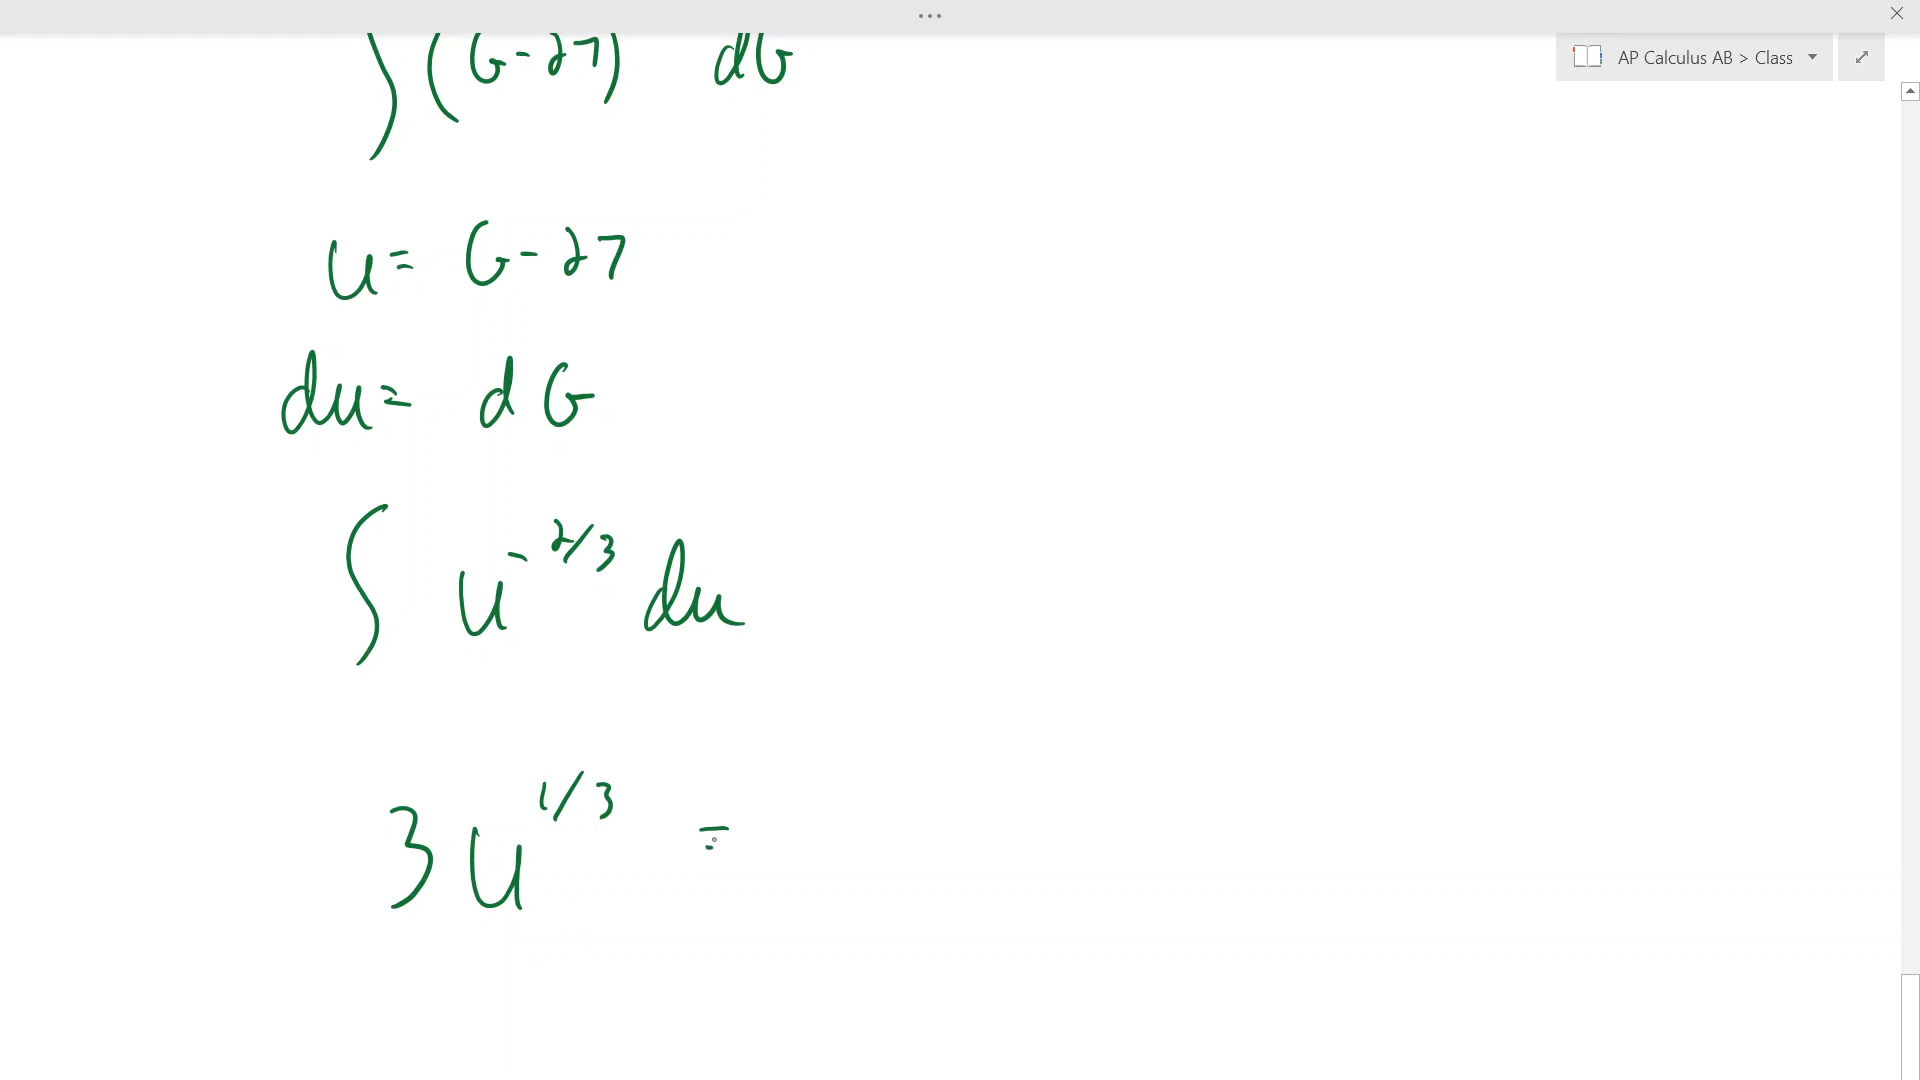 ∫ (G-27) dG
AP Calculus AB > Class
u = G-27
du = dG
∫ u^{-2/3} du
3u^{1/3} =